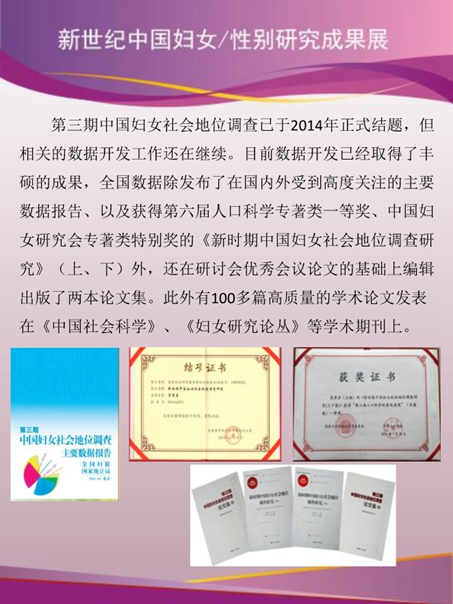 新世纪中国妇女/性别研究成果展
第三期中国妇女社会地位调查已于2014年正式结题，但
相关的数据开发工作还在继续。目前数据开发已经取得了丰
硕的成果，全国数据除发布了在国内外受到高度关注的主要
数据报告、以及获得第六届人口科学专著类一等奖、中国妇
女研究会专著类特别奖的《新时期中国妇女社会地位调查研
究》（上、下）外，还在研讨会优秀会议论文的基础上编辑
出版了两本论文集。此外有100多篇高质量的学术论文发表
在《中国社会科学》、《妇女研究论丛》等学术期刊上。
第三期
中国妇女社会地位调查
主要数据报告
全国妇联
国家统计局
结项证书
获奖证书